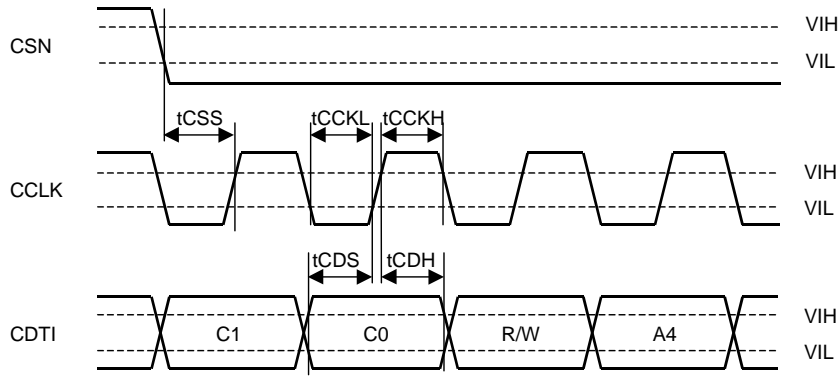 CSN
VIH
VIL
tCSS
tCCKL
tCCKH
CCLK
VIH
VIL
tCDS
tCDH
CDTI
C1
C0
R/W
A4
VIH
VIL